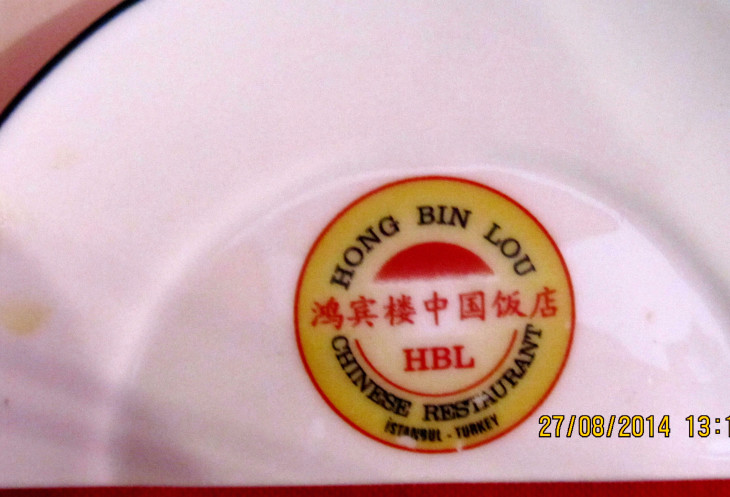 HONG BIN LOU
鸿宾楼中国饭店
HBL
CHINESE RESTAURANT
İSTANBUL - TURKEY
27/08/2014 13:1